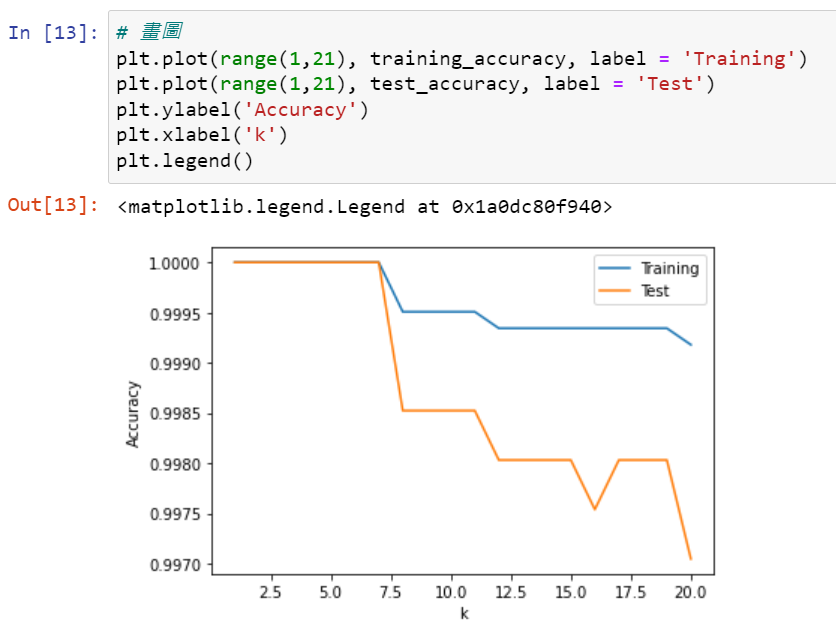 In [13]:
# 畫圖
plt.plot(range(1,21), training_accuracy, label = 'Training')
plt.plot(range(1,21), test_accuracy, label = 'Test')
plt.ylabel('Accuracy')
plt.xlabel('k')
plt.legend()
Out[13]: <matplotlib.legend.Legend at 0x1a0dc80f940>
Training
Test
1.0000
0.9995
0.9990
0.9985
0.9980
0.9975
0.9970
Accuracy
2.5 5.0 7.5 10.0 12.5 15.0 17.5 20.0
k